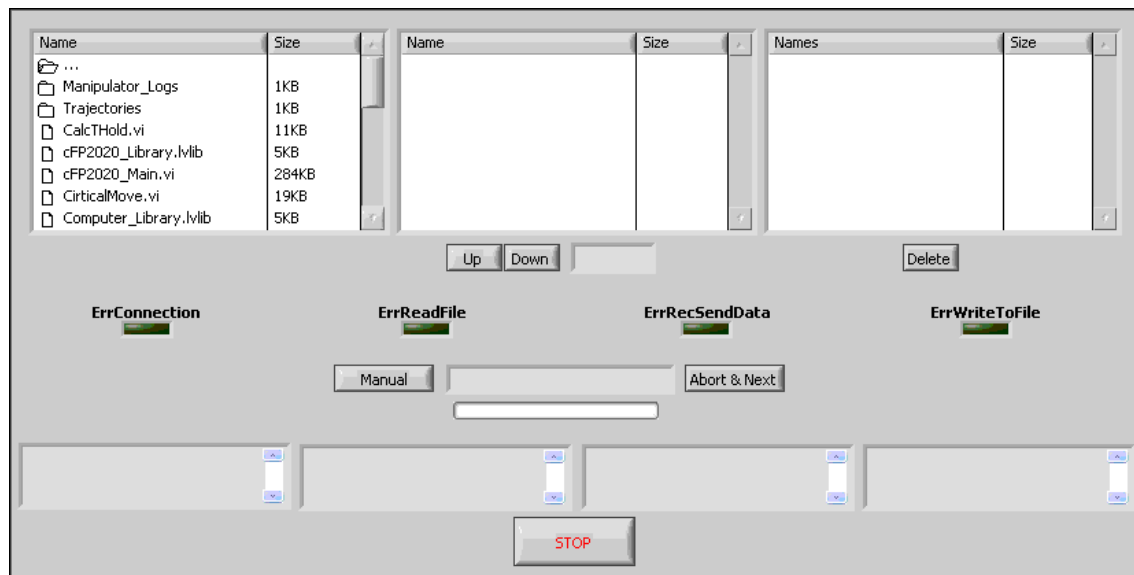 Name Size Name Size Names Size
...
Manipulator_Logs 1KB
Trajectories 1KB
CalcTHold.vi 11KB
cFP2020_Library.lvlib 5KB
cFP2020_Main.vi 284KB
CirticalMove.vi 19KB
Computer_Library.lvlib 5KB
Up Down Delete
ErrConnection ErrReadFile ErrRecSendData ErrWriteToFile
Manual Abort & Next
STOP